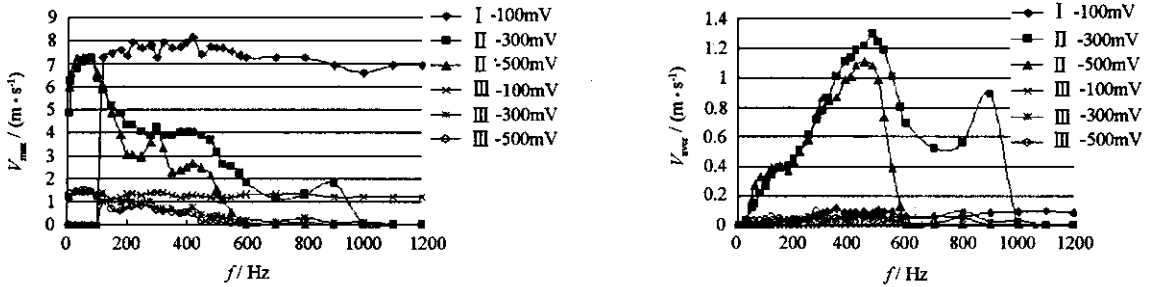 9
8
7
6
5
4
3
2
1
0
V max / (m · s⁻¹)
0 200 400 600 800 1000 1200
f / Hz
Ⅰ -100mV
Ⅱ -300mV
Ⅱ -500mV
Ⅲ -100mV
Ⅲ -300mV
Ⅲ -500mV
1.4
1.2
1
0.8
0.6
0.4
0.2
0
V aver / (m · s⁻¹)
0 200 400 600 800 1000 1200
f / Hz
Ⅰ -100mV
Ⅱ -300mV
Ⅱ -500mV
Ⅲ -100mV
Ⅲ -300mV
Ⅲ -500mV